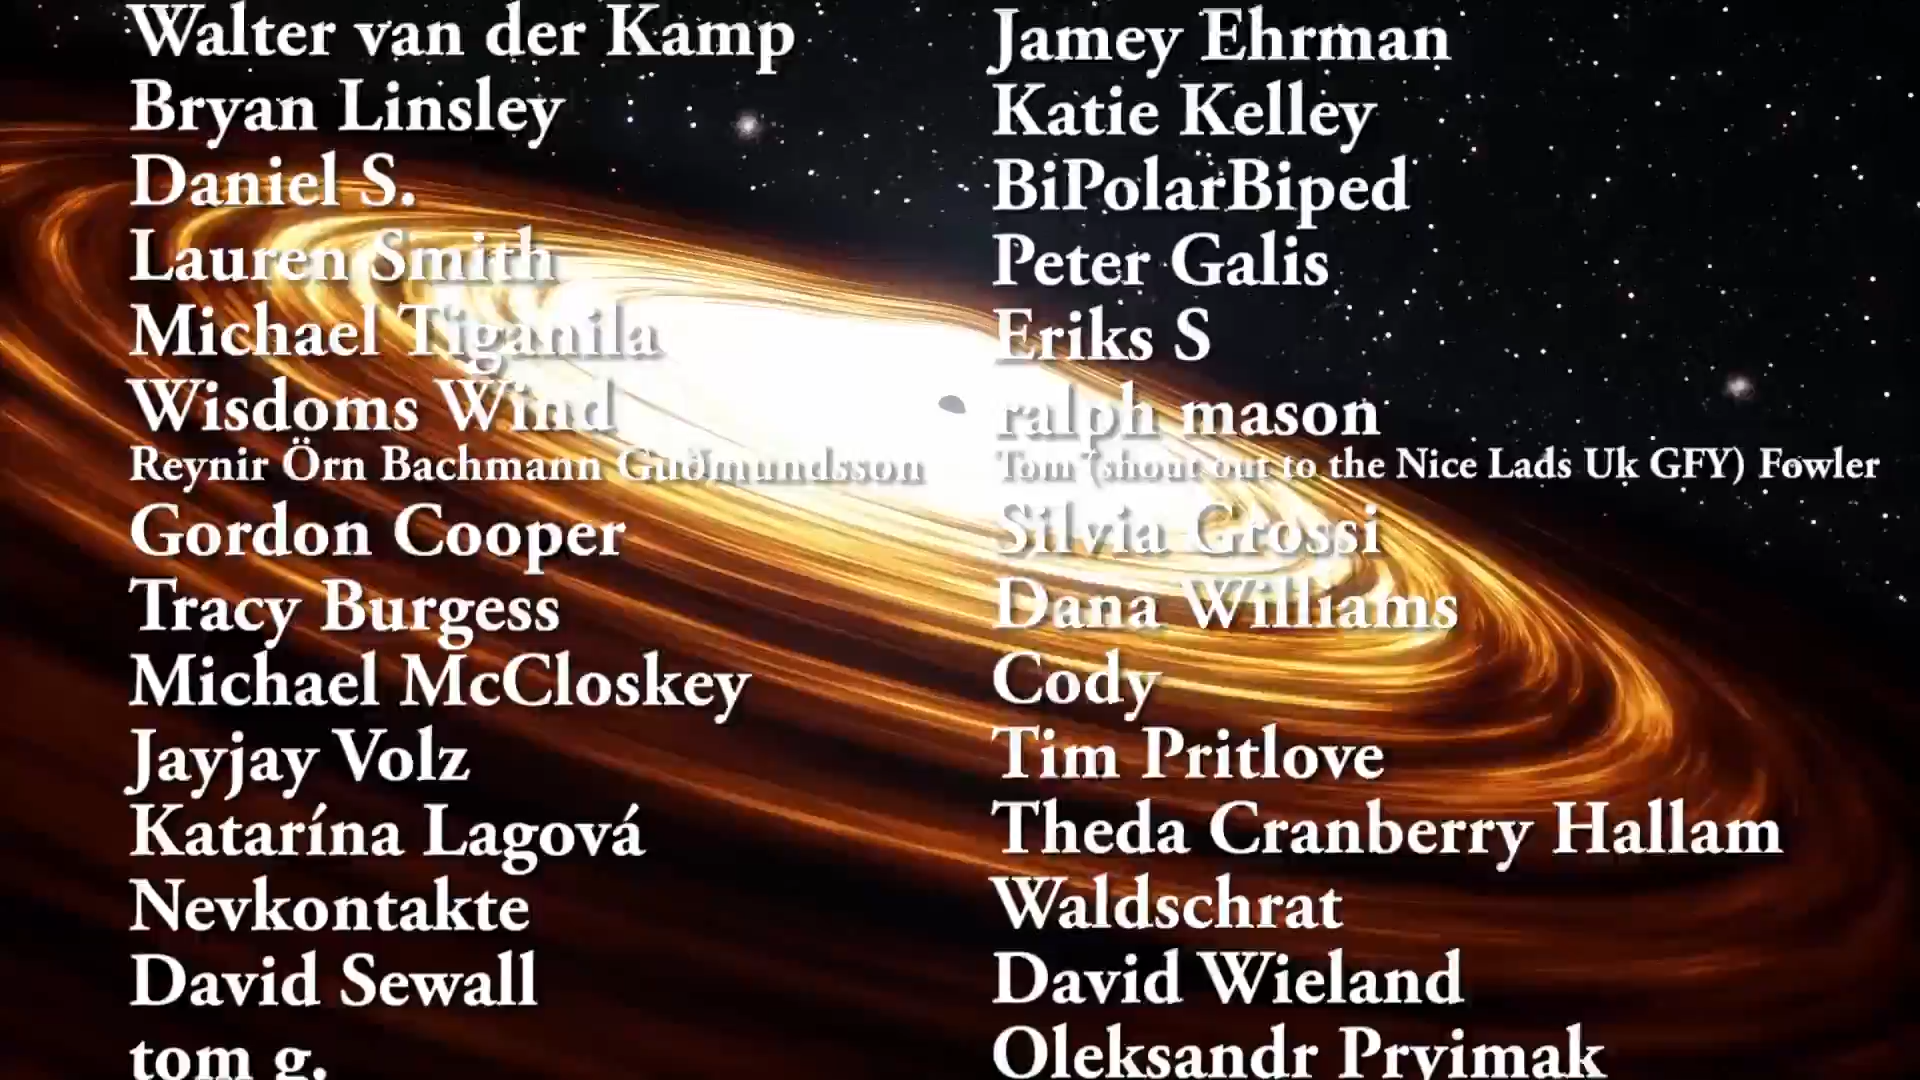 Walter van der Kamp
Bryan Linsley
Daniel S.
Lauren Smith
Michael Tiganila
Wisdoms Wind
Reynir Örn Bachmann Guðmundsson
Gordon Cooper
Tracy Burgess
Michael McCloskey
Jayjay Volz
Katarína Lagová
Nevkontakte
David Sewall
tom g.
Jamey Ehrman
Katie Kelley
BiPolarBiped
Peter Galis
Eriks S
ralph mason
Tom (shout out to the Nice Lads Uk GFY) Fowler
Silvia Grossi
Dana Williams
Cody
Tim Pritlove
Theda Cranberry Hallam
Waldschrat
David Wieland
Oleksandr Pryimak